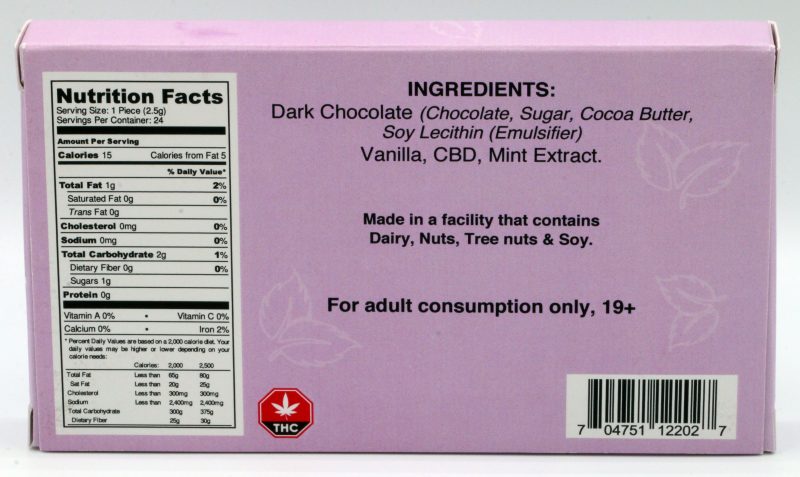 Nutrition Facts
Serving Size: 1 Piece (2.5g)
Servings Per Container: 24
Amount Per Serving
Calories 15 Calories from Fat 5
% Daily Value*
Total Fat 1g 2%
Saturated Fat 0g 0%
Trans Fat 0g
Cholesterol 0mg 0%
Sodium 0mg 0%
Total Carbohydrate 2g 1%
Dietary Fiber 0g 0%
Sugars 1g
Protein 0g
Vitamin A 0% • Vitamin C 0%
Calcium 0% • Iron 2%
* Percent Daily Values are based on a 2,000 calorie diet. Your
daily values may be higher or lower depending on your
calorie needs:
Calories: 2,000 2,500
Total Fat Less than 65g 80g
Sat Fat Less than 20g 25g
Cholesterol Less than 300mg 300mg
Sodium Less than 2,400mg 2,400mg
Total Carbohydrate 300g 375g
Dietary Fiber 25g 30g
INGREDIENTS:
Dark Chocolate (Chocolate, Sugar, Cocoa Butter,
Soy Lecithin (Emulsifier)
Vanilla, CBD, Mint Extract.
Made in a facility that contains
Dairy, Nuts, Tree nuts & Soy.
For adult consumption only, 19+
THC
7 04751 12202 7